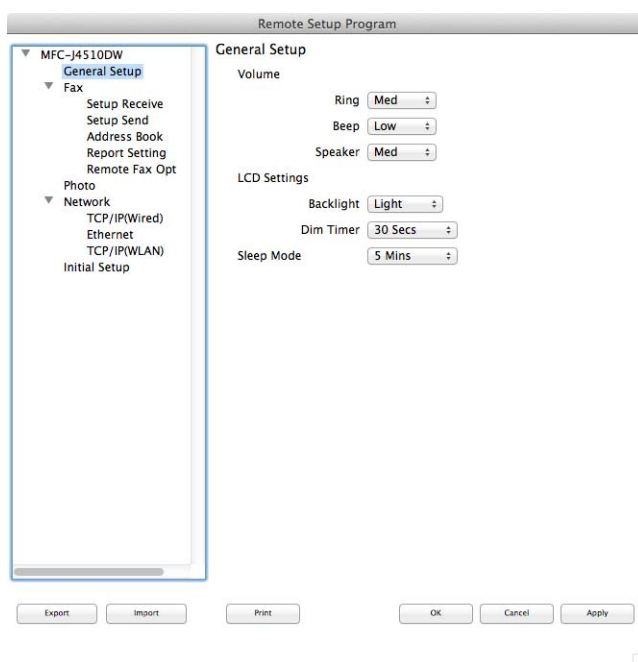 Remote Setup Program
MFC-J4510DW
General Setup
Fax
Setup Receive
Setup Send
Address Book
Report Setting
Remote Fax Opt
Photo
Network
TCP/IP(Wired)
Ethernet
TCP/IP(WLAN)
Initial Setup
General Setup
Volume
Ring Med
Beep Low
Speaker Med
LCD Settings
Backlight Light
Dim Timer 30 Secs
Sleep Mode 5 Mins
Export Import Print OK Cancel Apply